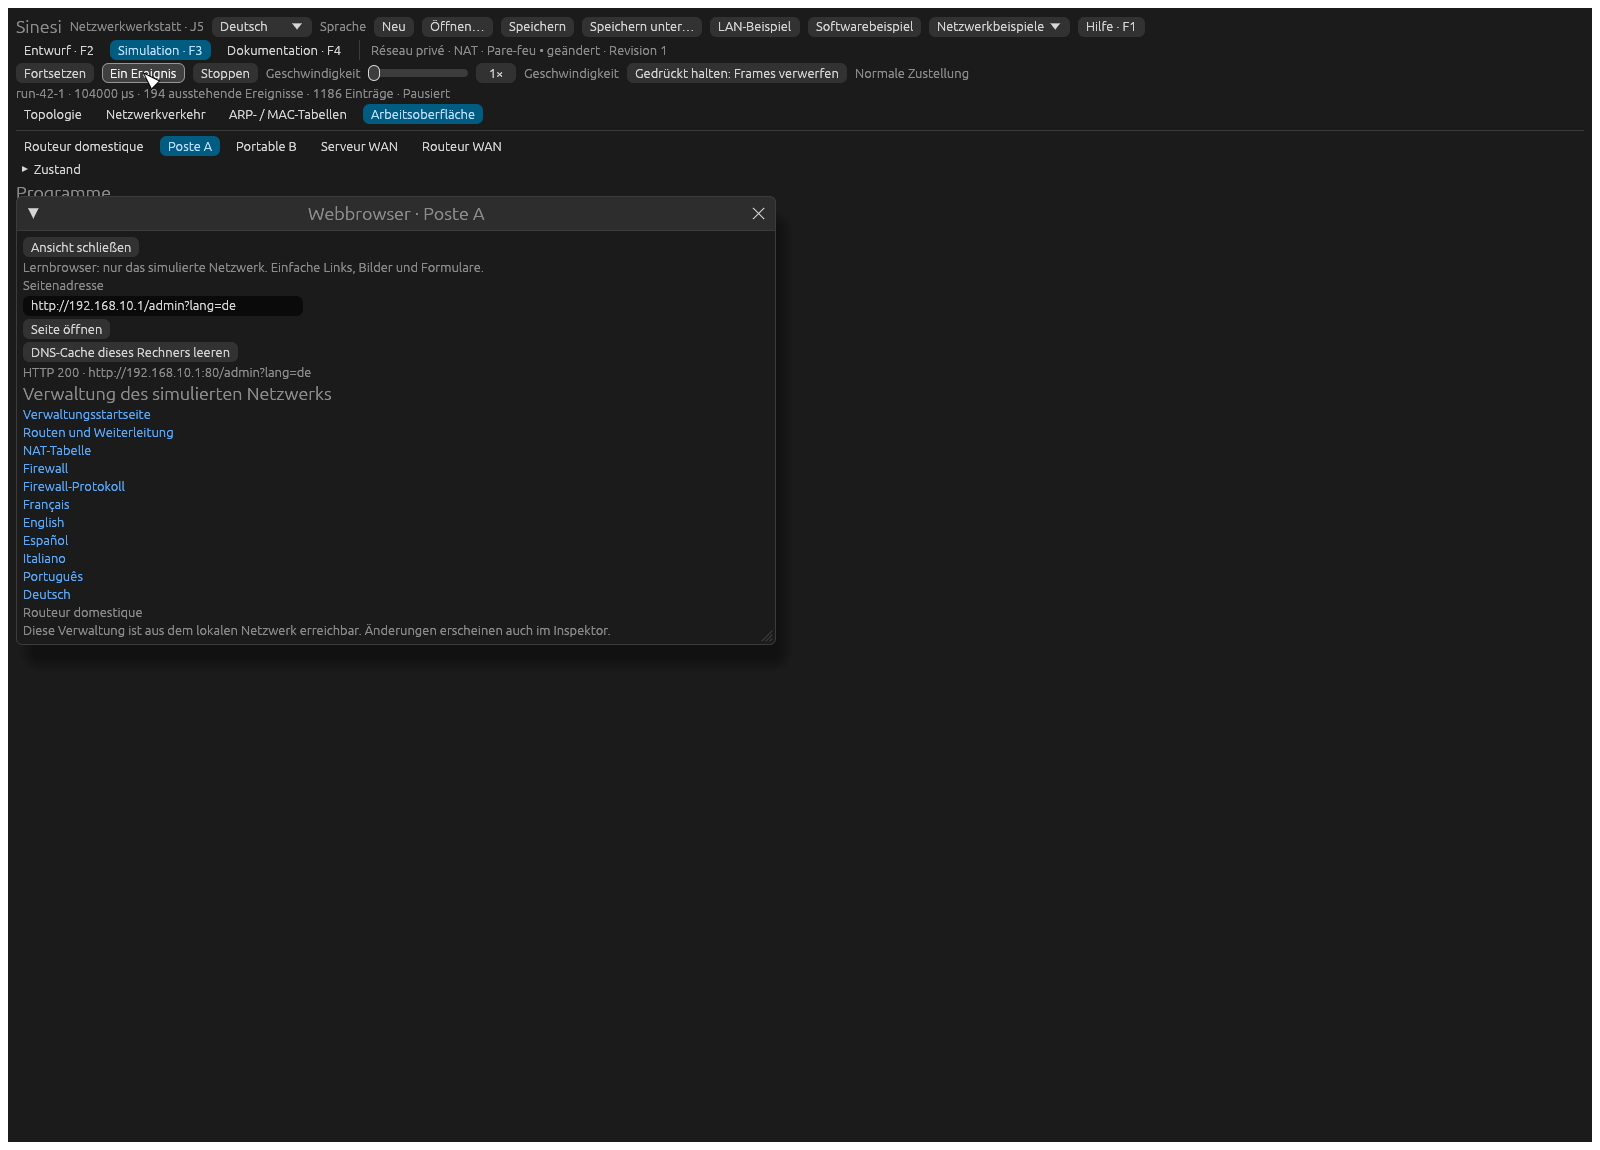 Sinesi Netzwerkwerkstatt · J5 Deutsch Sprache Neu Öffnen… Speichern Speichern unter… LAN-Beispiel Softwarebeispiel Netzwerkbeispiele Hilfe · F1
Entwurf · F2 Simulation · F3 Dokumentation · F4 Réseau privé · NAT · Pare-feu • geändert · Revision 1
Fortsetzen Ein Ereignis Stoppen Geschwindigkeit 1× Geschwindigkeit Gedrückt halten: Frames verwerfen Normale Zustellung
run-42-1 · 104000 µs · 194 ausstehende Ereignisse · 1186 Einträge · Pausiert
Topologie Netzwerkverkehr ARP- / MAC-Tabellen Arbeitsoberfläche
Routeur domestique Poste A Portable B Serveur WAN Routeur WAN
Zustand
Programme
Webbrowser · Poste A
Ansicht schließen
Lernbrowser: nur das simulierte Netzwerk. Einfache Links, Bilder und Formulare.
Seitenadresse
http://192.168.10.1/admin?lang=de
Seite öffnen
DNS-Cache dieses Rechners leeren
HTTP 200 · http://192.168.10.1:80/admin?lang=de
Verwaltung des simulierten Netzwerks
Verwaltungsstartseite
Routen und Weiterleitung
NAT-Tabelle
Firewall
Firewall-Protokoll
Français
English
Español
Italiano
Português
Deutsch
Routeur domestique
Diese Verwaltung ist aus dem lokalen Netzwerk erreichbar. Änderungen erscheinen auch im Inspektor.